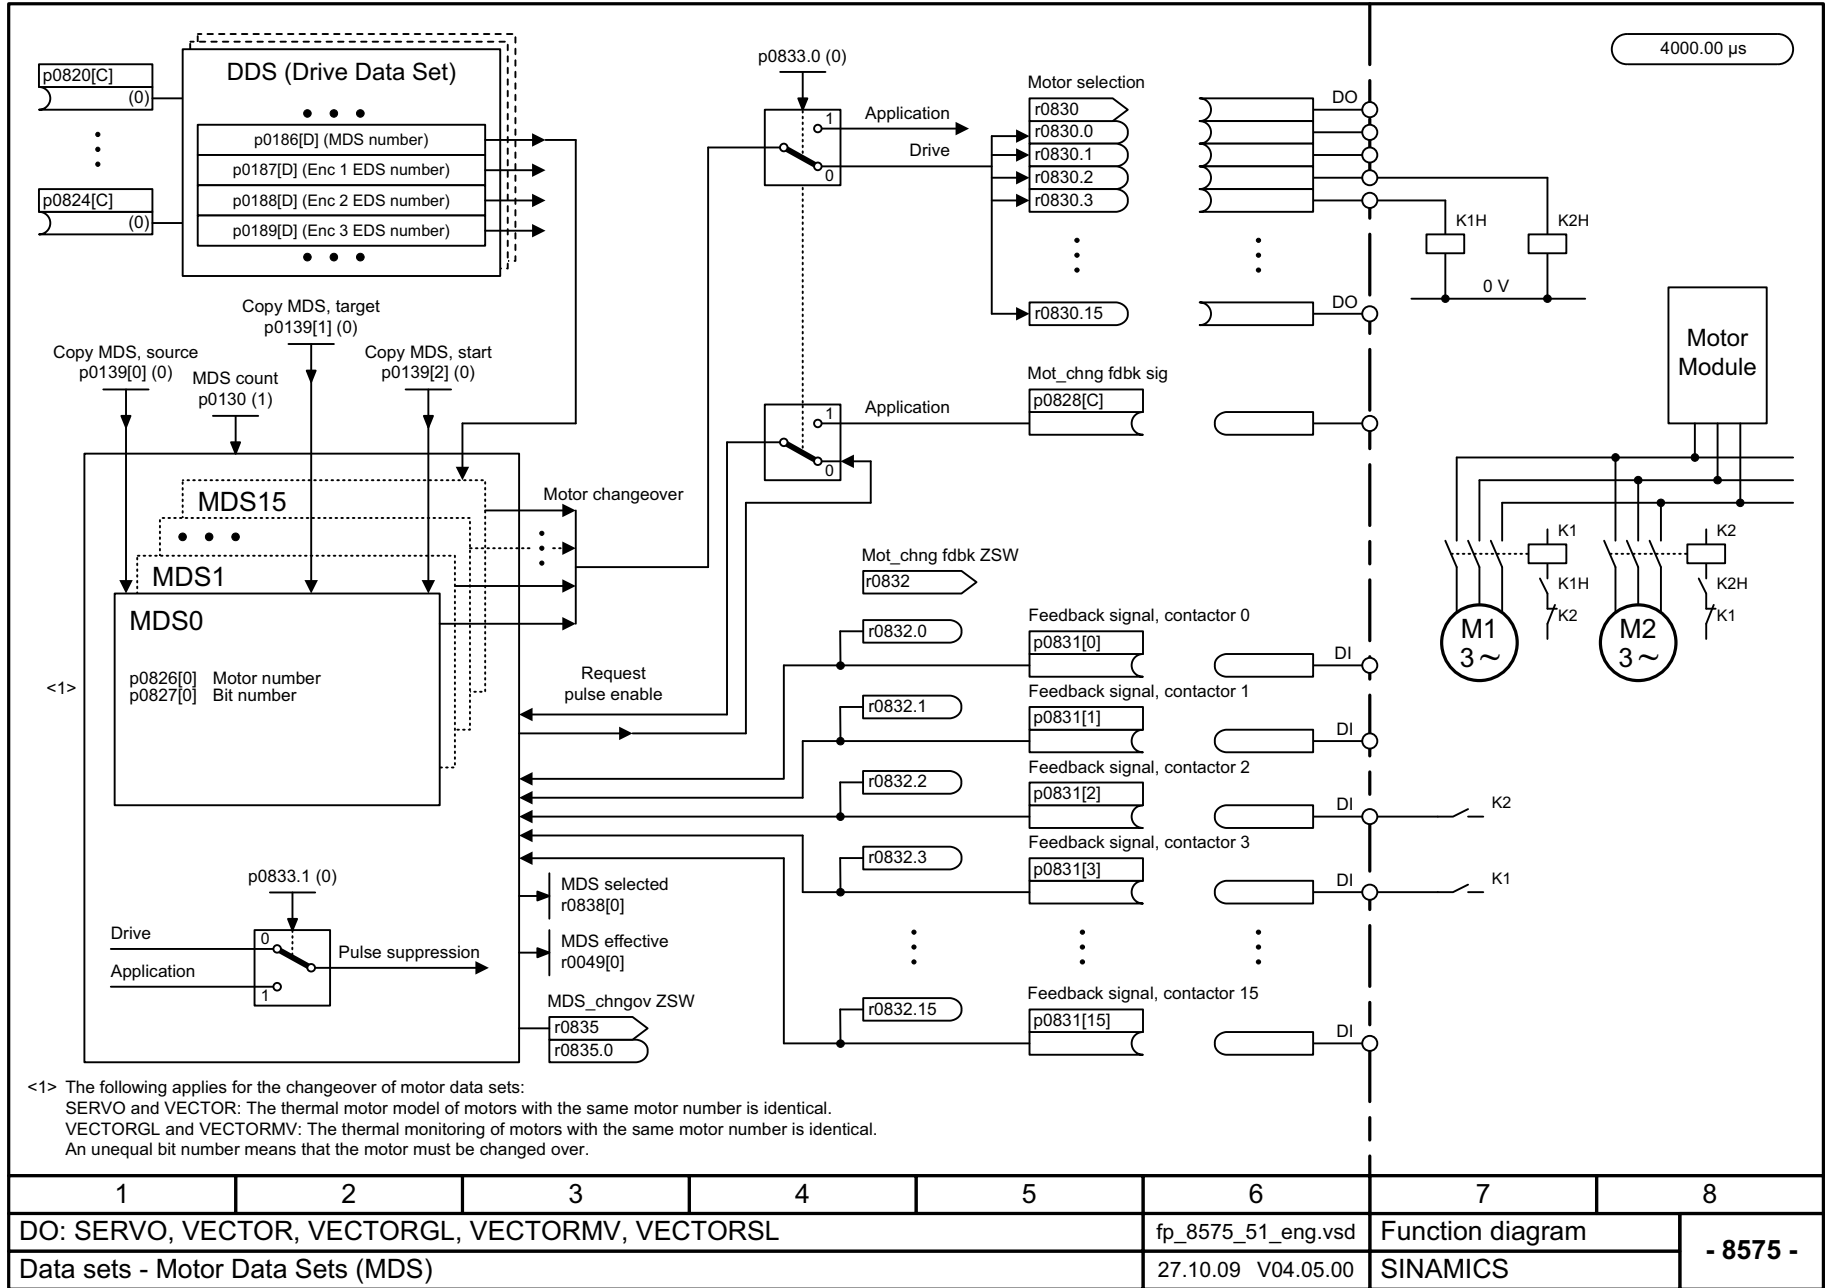 4000.00 µs
p0820[C]
(0)
p0824[C]
(0)
DDS (Drive Data Set)
p0186[D] (MDS number)
p0187[D] (Enc 1 EDS number)
p0188[D] (Enc 2 EDS number)
p0189[D] (Enc 3 EDS number)
Copy MDS, target
p0139[1] (0)
Copy MDS, source
p0139[0] (0)
MDS count
p0130 (1)
Copy MDS, start
p0139[2] (0)
MDS15
MDS1
MDS0
p0826[0] Motor number
p0827[0] Bit number
<1>
p0833.1 (0)
Drive
0
Application
1
Pulse suppression
Motor changeover
Request
pulse enable
MDS selected
r0838[0]
MDS effective
r0049[0]
MDS_chngov ZSW
r0835
r0835.0
p0833.0 (0)
1
Application
Drive
0
1
Application
0
Motor selection
r0830
r0830.0
r0830.1
r0830.2
r0830.3
r0830.15
DO
DO
Mot_chng fdbk sig
p0828[C]
Mot_chng fdbk ZSW
r0832
r0832.0
Feedback signal, contactor 0
p0831[0]
DI
r0832.1
Feedback signal, contactor 1
p0831[1]
DI
r0832.2
Feedback signal, contactor 2
p0831[2]
DI
K2
r0832.3
Feedback signal, contactor 3
p0831[3]
DI
K1
r0832.15
Feedback signal, contactor 15
p0831[15]
DI
K1H
K2H
0 V
Motor
Module
K1
K1H
K2
K2
K2H
K1
M1
3 ~
M2
3 ~
<1> The following applies for the changeover of motor data sets:
SERVO and VECTOR: The thermal motor model of motors with the same motor number is identical.
VECTORGL and VECTORMV: The thermal monitoring of motors with the same motor number is identical.
An unequal bit number means that the motor must be changed over.
1 2 3 4 5 6 7 8
DO: SERVO, VECTOR, VECTORGL, VECTORMV, VECTORSL
fp_8575_51_eng.vsd
Function diagram
- 8575 -
Data sets - Motor Data Sets (MDS)
27.10.09 V04.05.00
SINAMICS